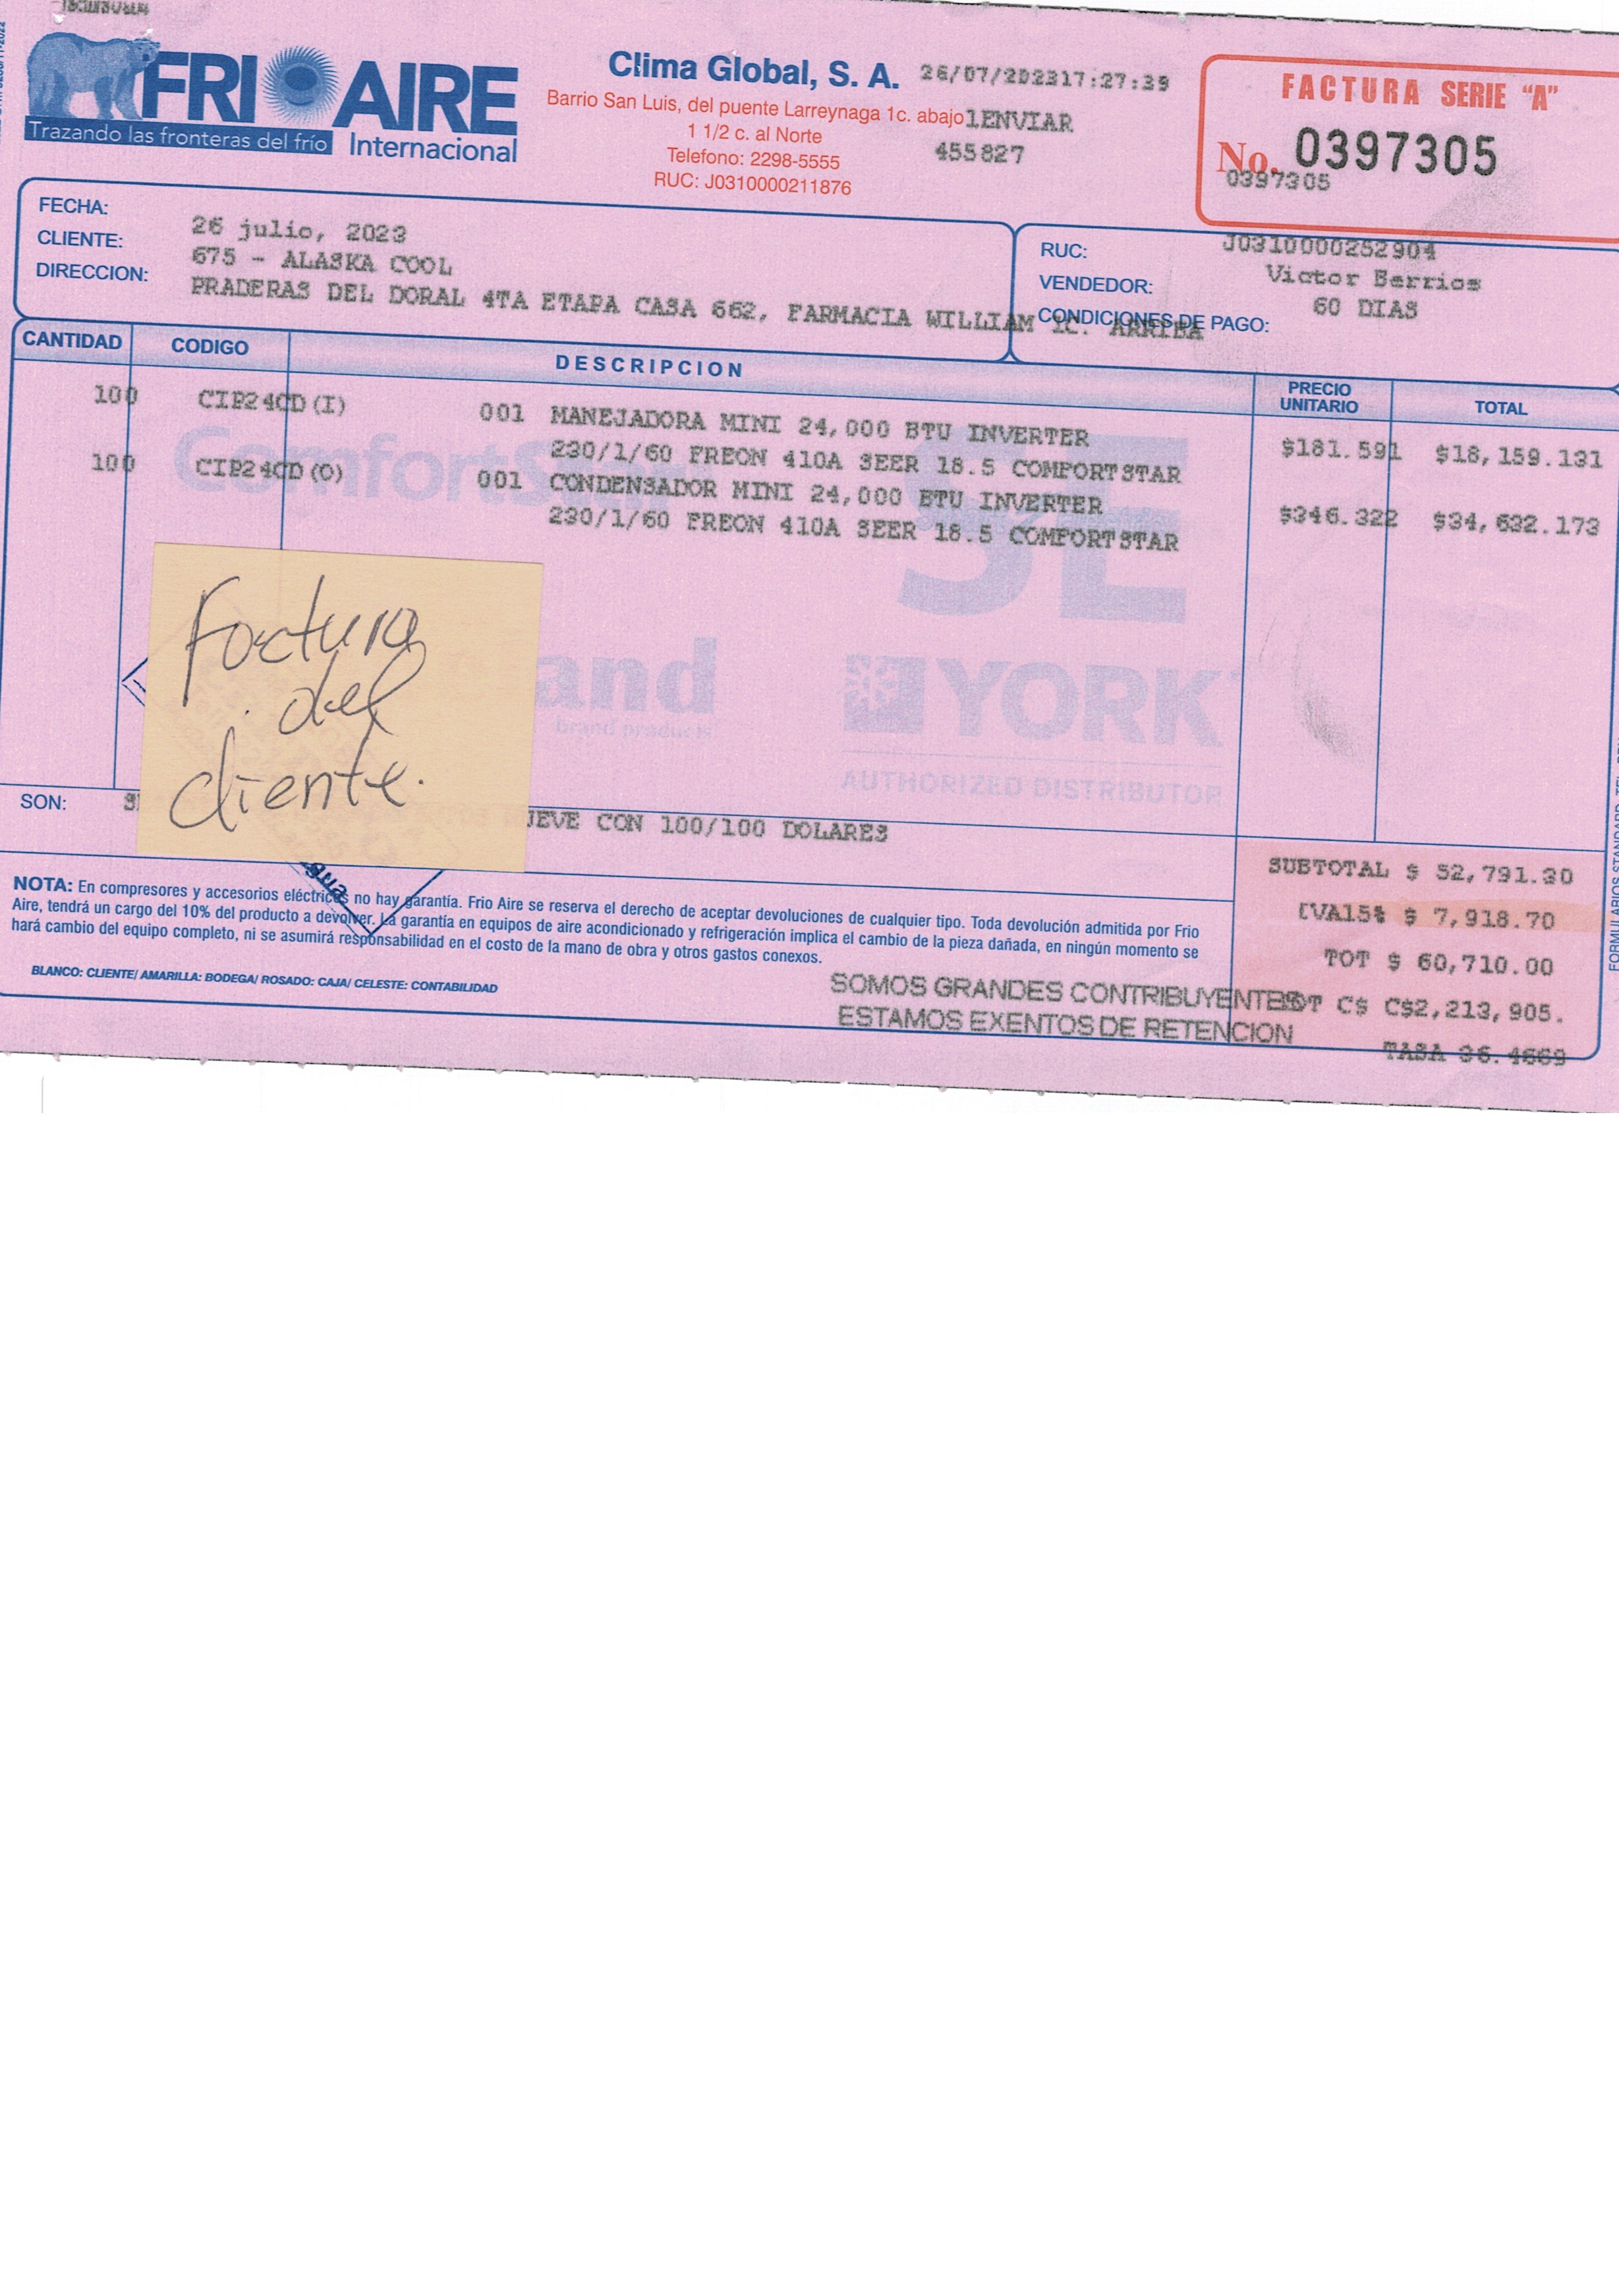 FRIOAIRE
Trazando las fronteras del frío Internacional
Clima Global, S. A.
Barrio San Luis, del puente Larreynaga 1c. abajo
1 1/2 c. al Norte
Telefono: 2298-5555
RUC: J0310000211876
26/07/202317:27:39
1ENVIAR
455827
FACTURA SERIE "A"
No. 0397305
0397305
FECHA: 26 julio, 2023
CLIENTE: 675 - ALASKA COOL
DIRECCION: PRADERAS DEL DORAL 4TA ETAPA CASA 662, FARMACIA WILLIAM 1C. ARRIBA
RUC: J0310000252904
VENDEDOR: Victor Berrios
CONDICIONES DE PAGO: 60 DIAS
CANTIDAD CODIGO DESCRIPCION PRECIO UNITARIO TOTAL
100 CIP24CD(I) 001 MANEJADORA MINI 24,000 BTU INVERTER $181.591 $18,159.131
230/1/60 FREON 410A SEER 18.5 COMFORTSTAR
100 CIP24CD(O) 001 CONDENSADOR MINI 24,000 BTU INVERTER $346.322 $34,632.173
230/1/60 FREON 410A SEER 18.5 COMFORTSTAR
Factura
del
cliente.
and
brand products
YORK
AUTHORIZED DISTRIBUTOR
SON: UEVE CON 100/100 DOLARES
SUBTOTAL $ 52,791.30
IVA15% $ 7,918.70
TOT $ 60,710.00
TOT C$ C$2,213,905.
TASA 36.4669
NOTA: En compresores y accesorios eléctricos no hay garantía. Frio Aire se reserva el derecho de aceptar devoluciones de cualquier tipo. Toda devolución admitida por Frio
Aire, tendrá un cargo del 10% del producto a devolver. La garantía en equipos de aire acondicionado y refrigeración implica el cambio de la pieza dañada, en ningún momento se
hará cambio del equipo completo, ni se asumirá responsabilidad en el costo de la mano de obra y otros gastos conexos.
BLANCO: CLIENTE/ AMARILLA: BODEGA/ ROSADO: CAJA/ CELESTE: CONTABILIDAD
SOMOS GRANDES CONTRIBUYENTES
ESTAMOS EXENTOS DE RETENCION